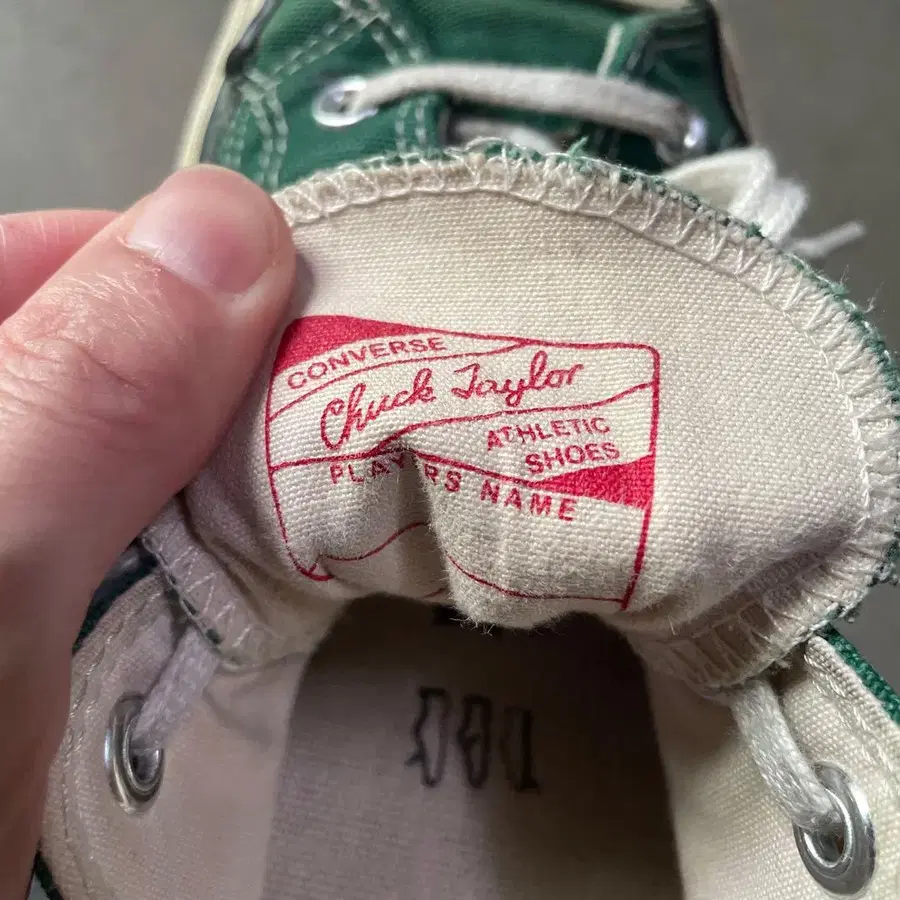 CONVERSE
Chuck Taylor
ATHLETIC
SHOES
PLAYERS NAME